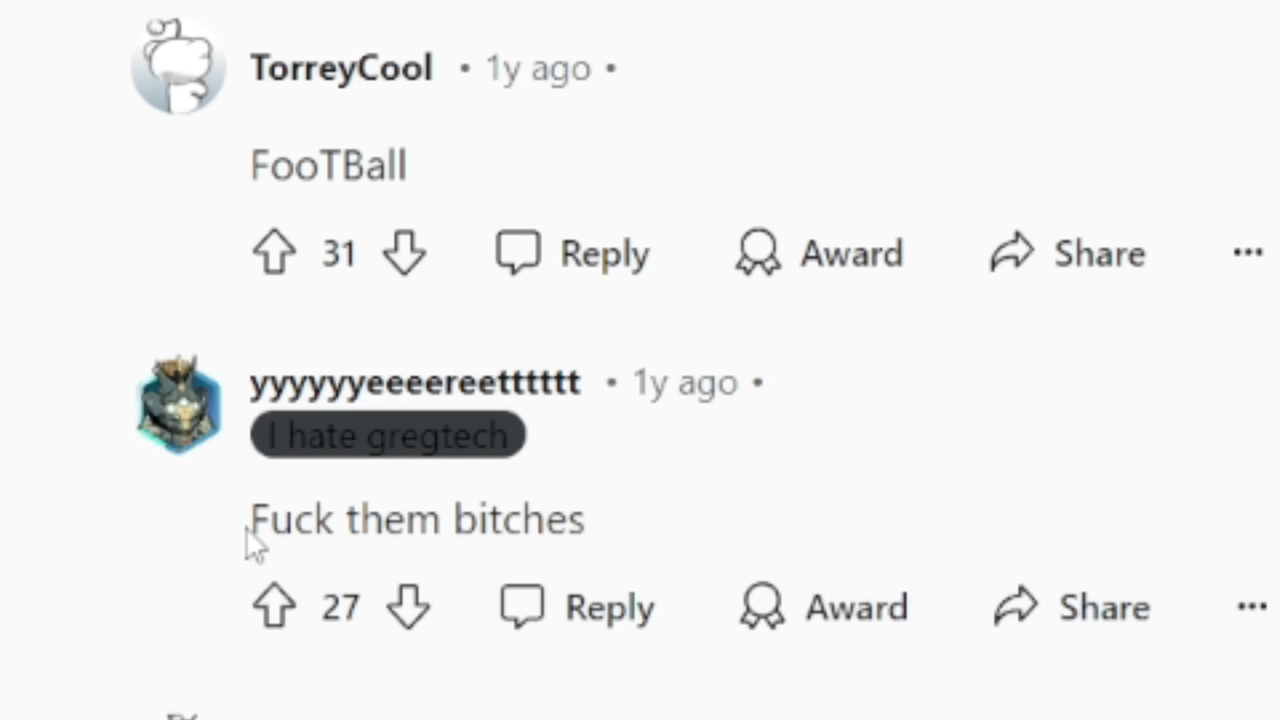 TorreyCool • 1y ago •
FooTBall
31 Reply Award Share ...
yyyyyyeeeereetttttt • 1y ago •
I hate gregtech
Fuck them bitches
27 Reply Award Share ...